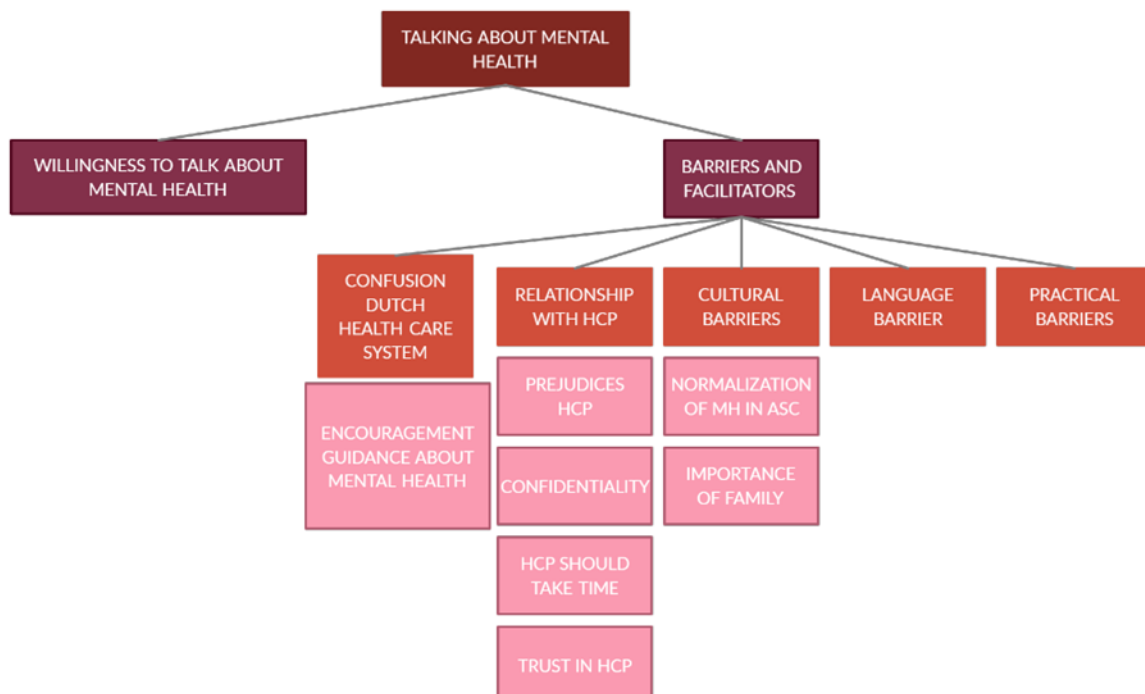 TALKING ABOUT MENTAL
HEALTH
WILLINGNESS TO TALK ABOUT
MENTAL HEALTH
BARRIERS AND
FACILITATORS
CONFUSION
DUTCH
HEALTH CARE
SYSTEM
RELATIONSHIP
WITH HCP
CULTURAL
BARRIERS
LANGUAGE
BARRIER
PRACTICAL
BARRIERS
ENCOURAGEMENT
GUIDANCE ABOUT
MENTAL HEALTH
PREJUDICES
HCP
NORMALIZATION
OF MH IN ASC
CONFIDENTIALITY
IMPORTANCE
OF FAMILY
HCP SHOULD
TAKE TIME
TRUST IN HCP